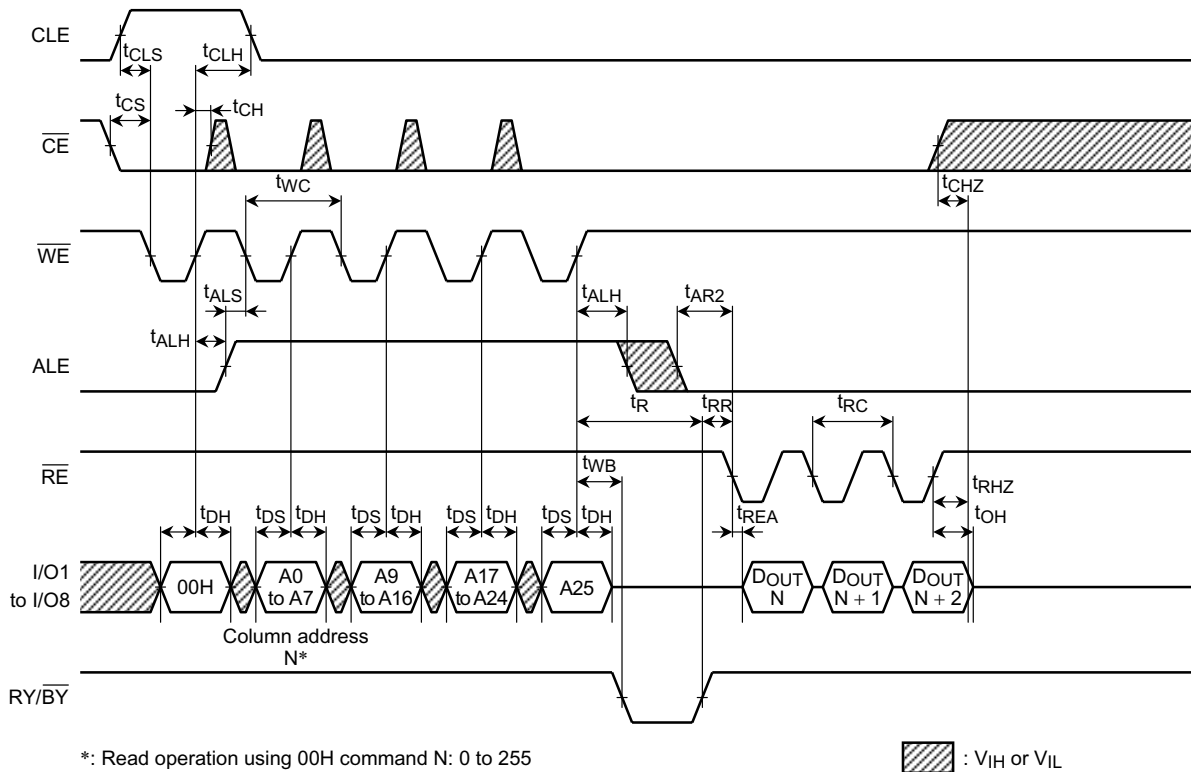 CLE
tCLS
tCLH
tCS
tCH
CE
tWC
tCHZ
WE
tALS
tALH
tAR2
tALH
ALE
tR
tRR
tRC
RE
tWB
tRHZ
tDH
tDS
tDH
tDS
tDH
tDS
tDH
tDS
tDH
tREA
tOH
I/O1
to I/O8
00H
A0
to A7
A9
to A16
A17
to A24
A25
DOUT
N
DOUT
N + 1
DOUT
N + 2
Column address
N*
RY/BY
*: Read operation using 00H command N: 0 to 255
: VIH or VIL